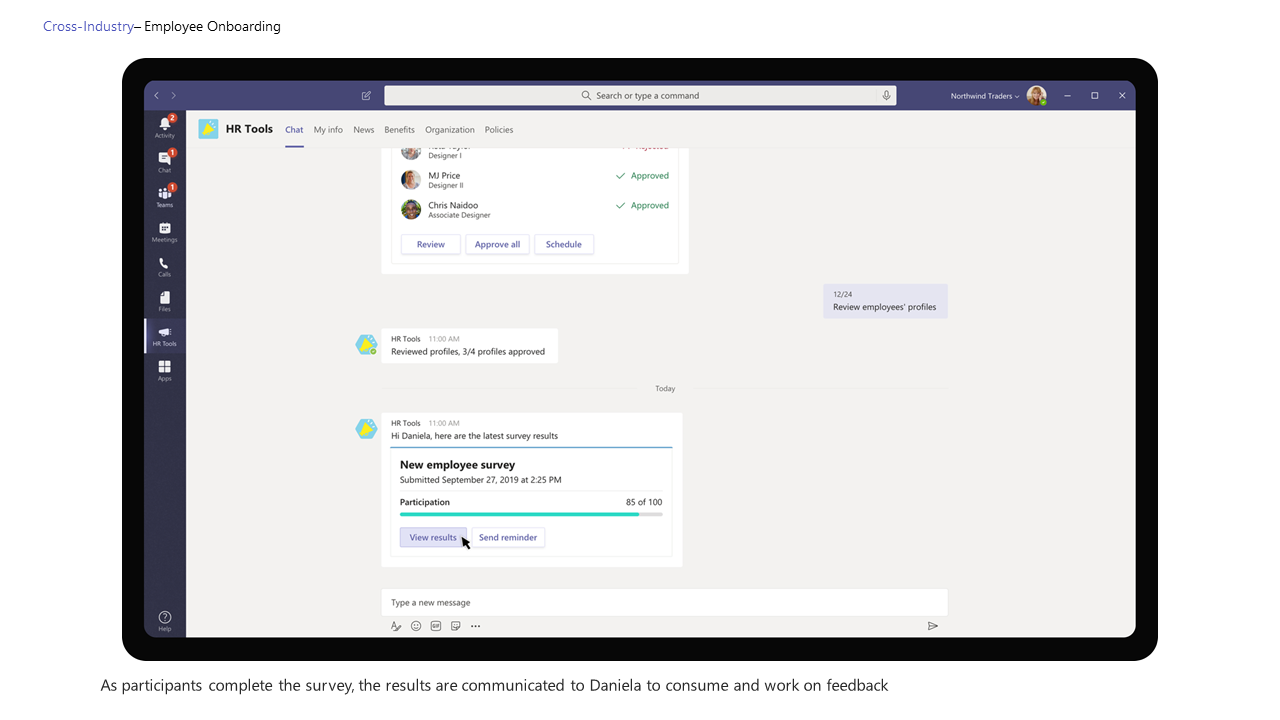 Cross-Industry– Employee Onboarding
Search or type a command
Northwind Traders
2
Activity
1
Chat
1
Teams
Meetings
Calls
Files
HR Tools
Apps
Help
HR Tools Chat My info News Benefits Organization Policies
Designer I
MJ Price Approved
Designer II
Chris Naidoo Approved
Associate Designer
Review Approve all Schedule
12/24
Review employees' profiles
HR Tools 11:00 AM
Reviewed profiles, 3/4 profiles approved
Today
HR Tools 11:00 AM
Hi Daniela, here are the latest survey results
New employee survey
Submitted September 27, 2019 at 2:25 PM
Participation 85 of 100
View results Send reminder
Type a new message
GIF
As participants complete the survey, the results are communicated to Daniela to consume and work on feedback